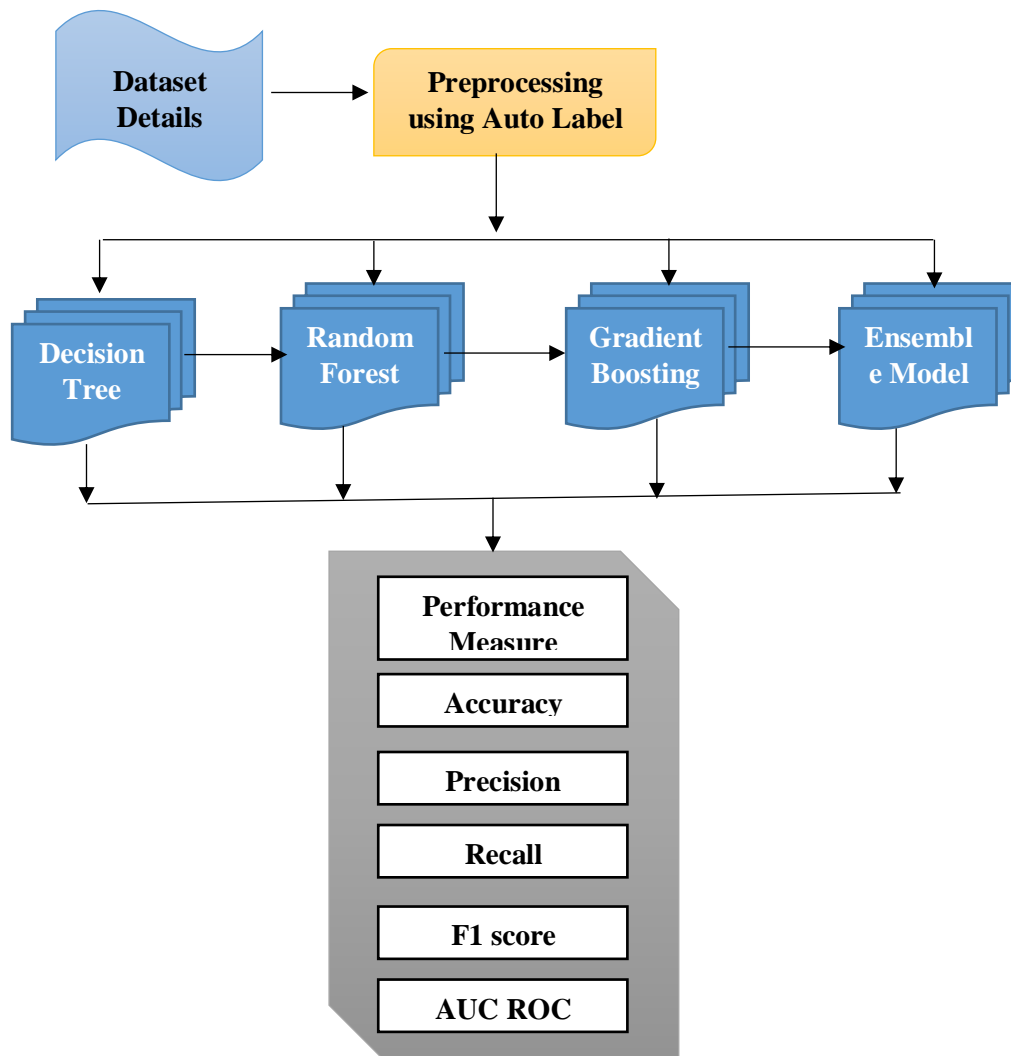 Dataset
Details
Preprocessing
using Auto Label
Decision
Tree
Random
Forest
Gradient
Boosting
Ensembl
e Model
Performance
Measure
Accuracy
Precision
Recall
F1 score
AUC ROC